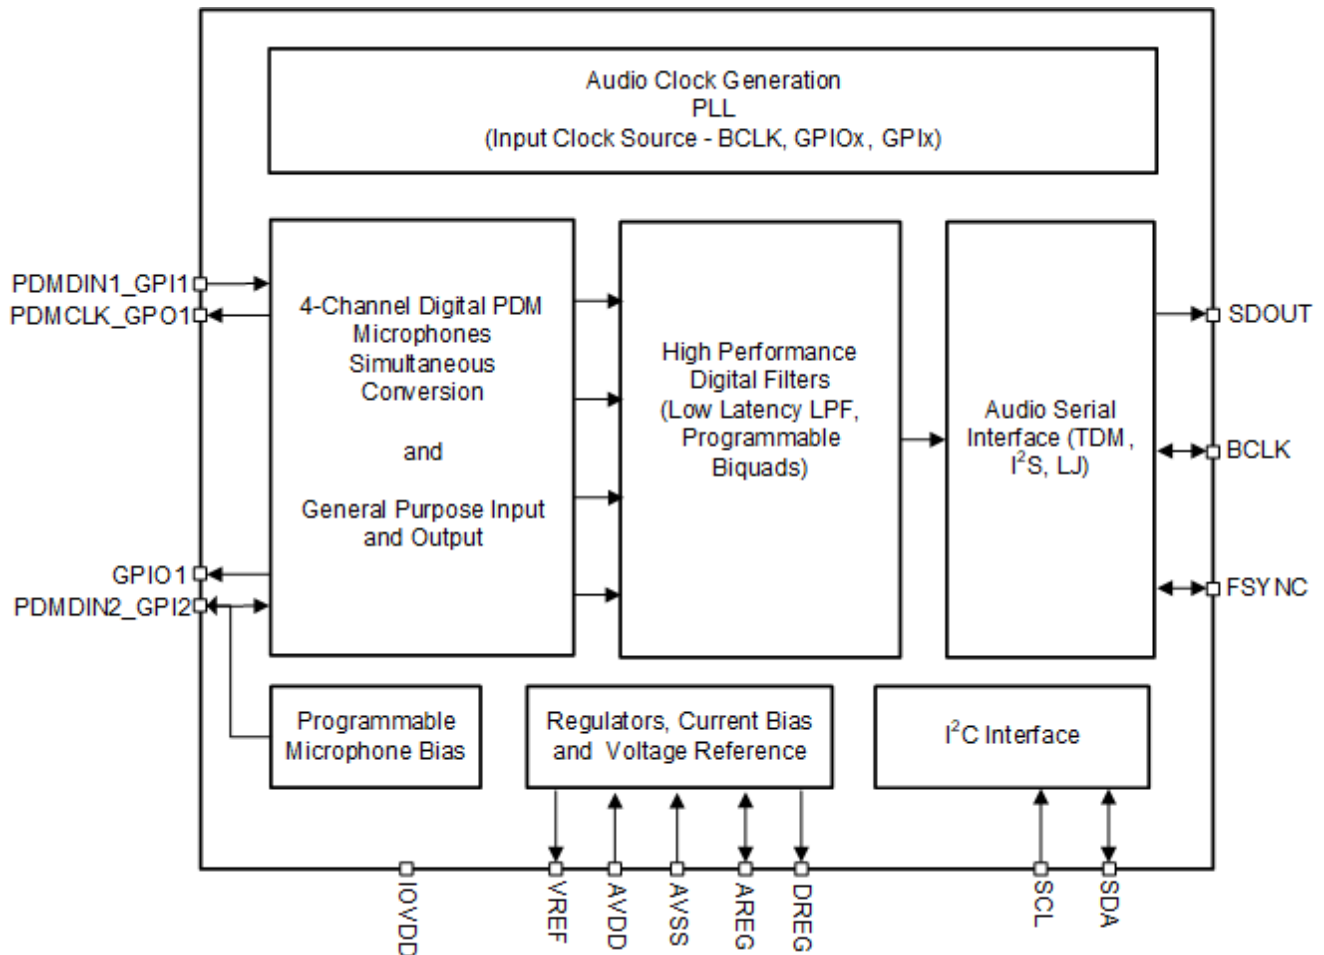 Audio Clock Generation
PLL
(Input Clock Source - BCLK, GPIOx, GPIx)
PDMDIN1_GPI1
PDMCLK_GPO1
GPIO1
PDMDIN2_GPI2
4-Channel Digital PDM
Microphones
Simultaneous
Conversion
and
General Purpose Input
and Output
High Performance
Digital Filters
(Low Latency LPF,
Programmable
Biquads)
Audio Serial
Interface (TDM,
I²S, LJ)
SDOUT
BCLK
FSYNC
Programmable
Microphone Bias
Regulators, Current Bias
and Voltage Reference
I²C Interface
IOVDD
VREF
AVDD
AVSS
AREG
DREG
SCL
SDA